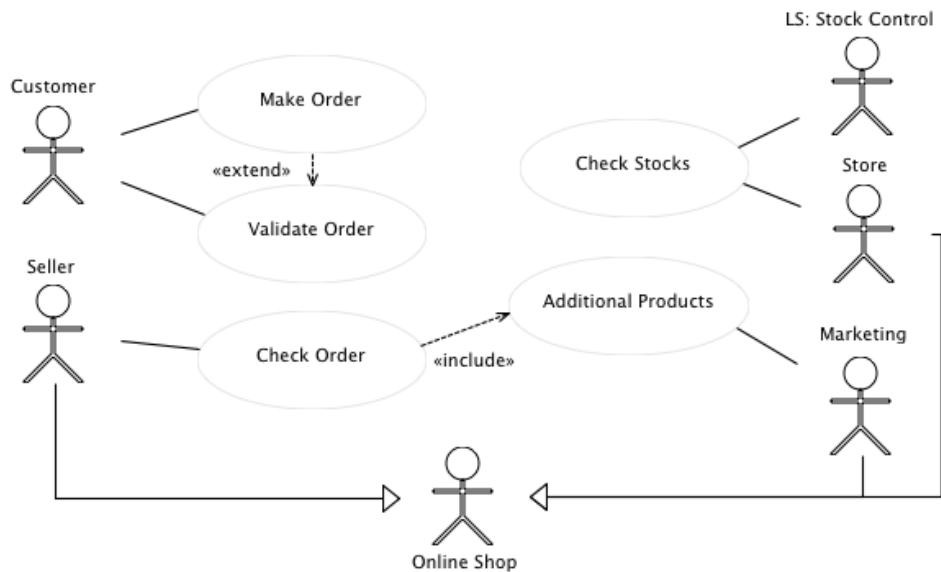 LS: Stock Control
Customer
Make Order
Check Stocks
«extend»
Store
Validate Order
Seller
Additional Products
Check Order
«include»
Marketing
Online Shop